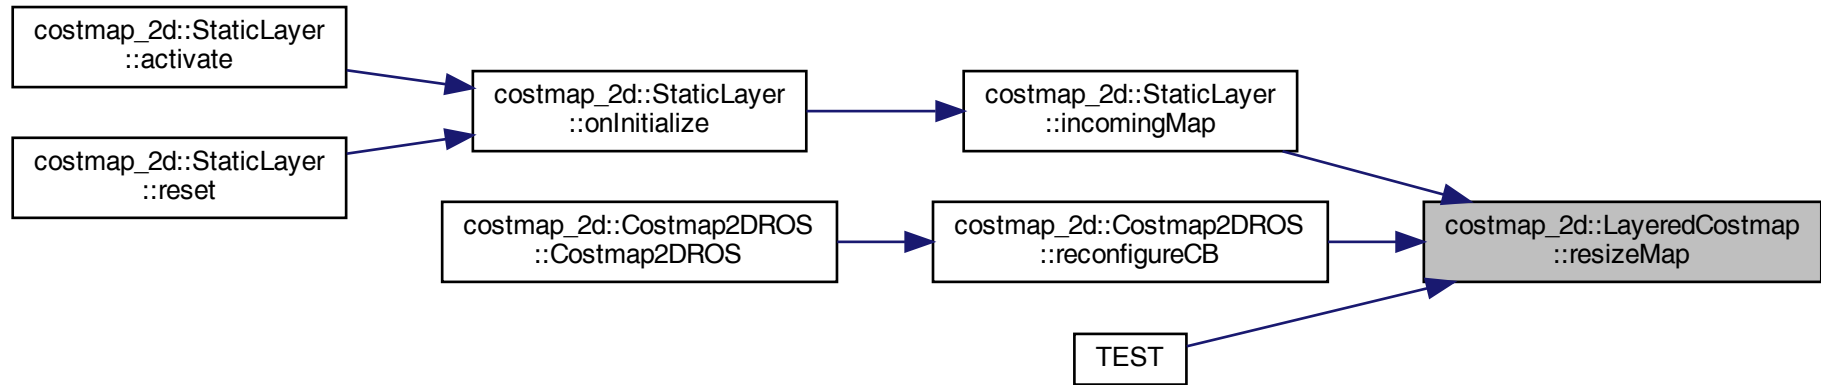 costmap_2d::StaticLayer
::activate
costmap_2d::StaticLayer
::reset
costmap_2d::StaticLayer
::onInitialize
costmap_2d::StaticLayer
::incomingMap
costmap_2d::Costmap2DROS
::Costmap2DROS
costmap_2d::Costmap2DROS
::reconfigureCB
costmap_2d::LayeredCostmap
::resizeMap
TEST